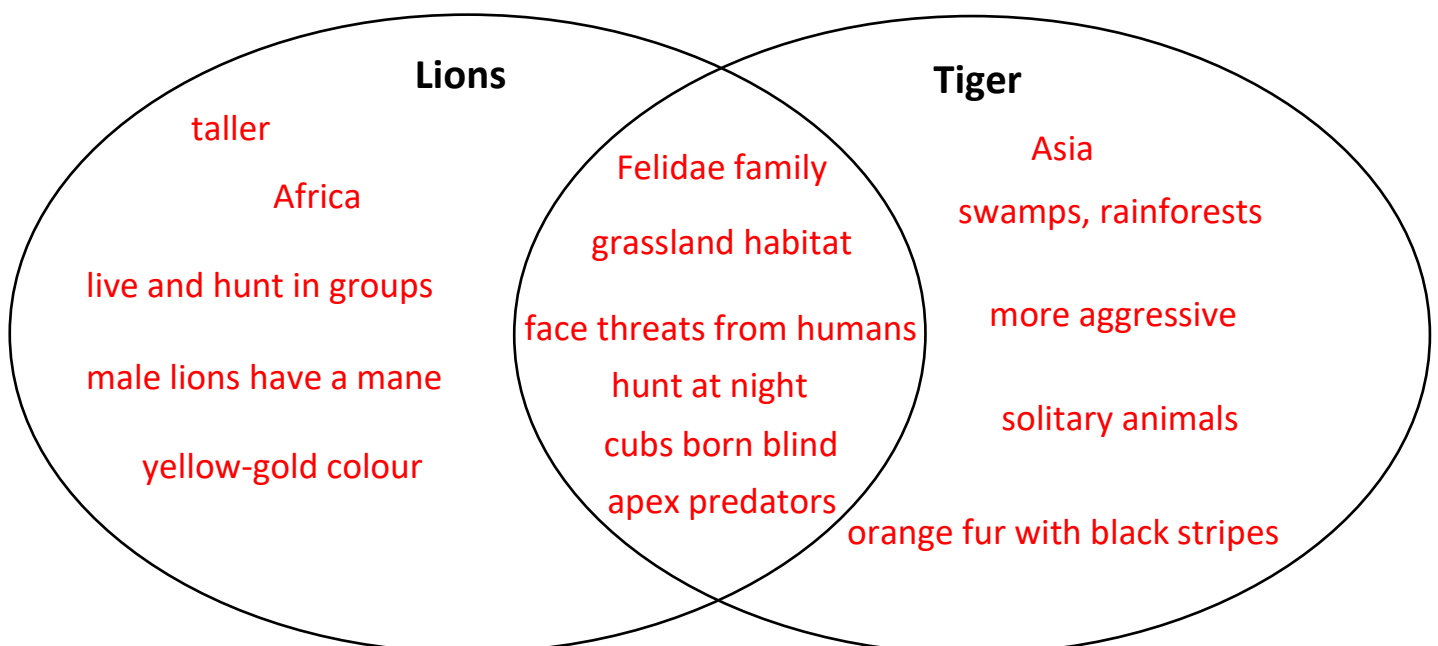 Lions
taller
Africa
live and hunt in groups
male lions have a mane
yellow-gold colour
Felidae family
grassland habitat
face threats from humans
hunt at night
cubs born blind
apex predators
Tiger
Asia
swamps, rainforests
more aggressive
solitary animals
orange fur with black stripes